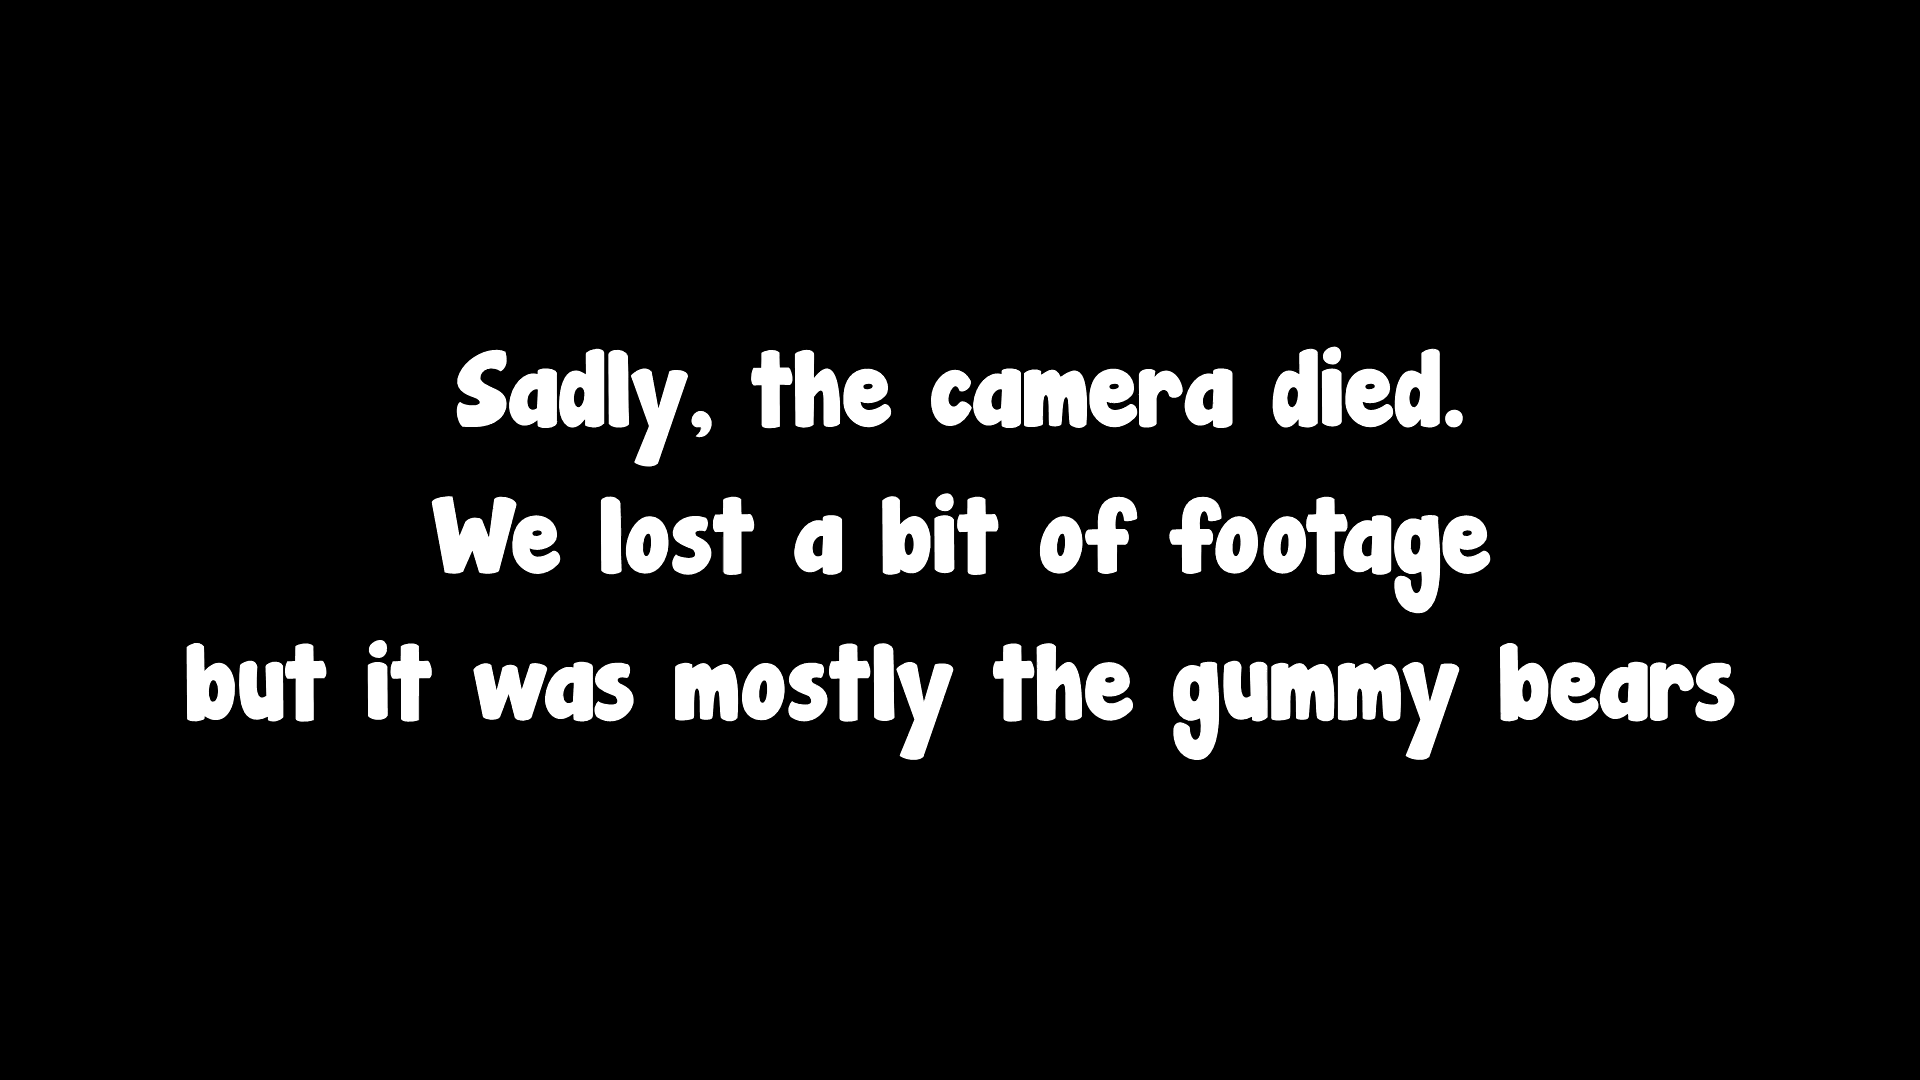 Sadly, the camera died.
We lost a bit of footage
but it was mostly the gummy bears